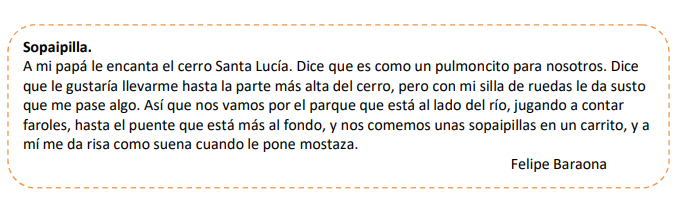 Sopaipilla.
A mi papá le encanta el cerro Santa Lucía. Dice que es como un pulmoncito para nosotros. Dice
que le gustaría llevarme hasta la parte más alta del cerro, pero con mi silla de ruedas le da susto
que me pase algo. Así que nos vamos por el parque que está al lado del río, jugando a contar
faroles, hasta el puente que está más al fondo, y nos comemos unas sopaipillas en un carrito, y a
mí me da risa como suena cuando le pone mostaza.
Felipe Baraona